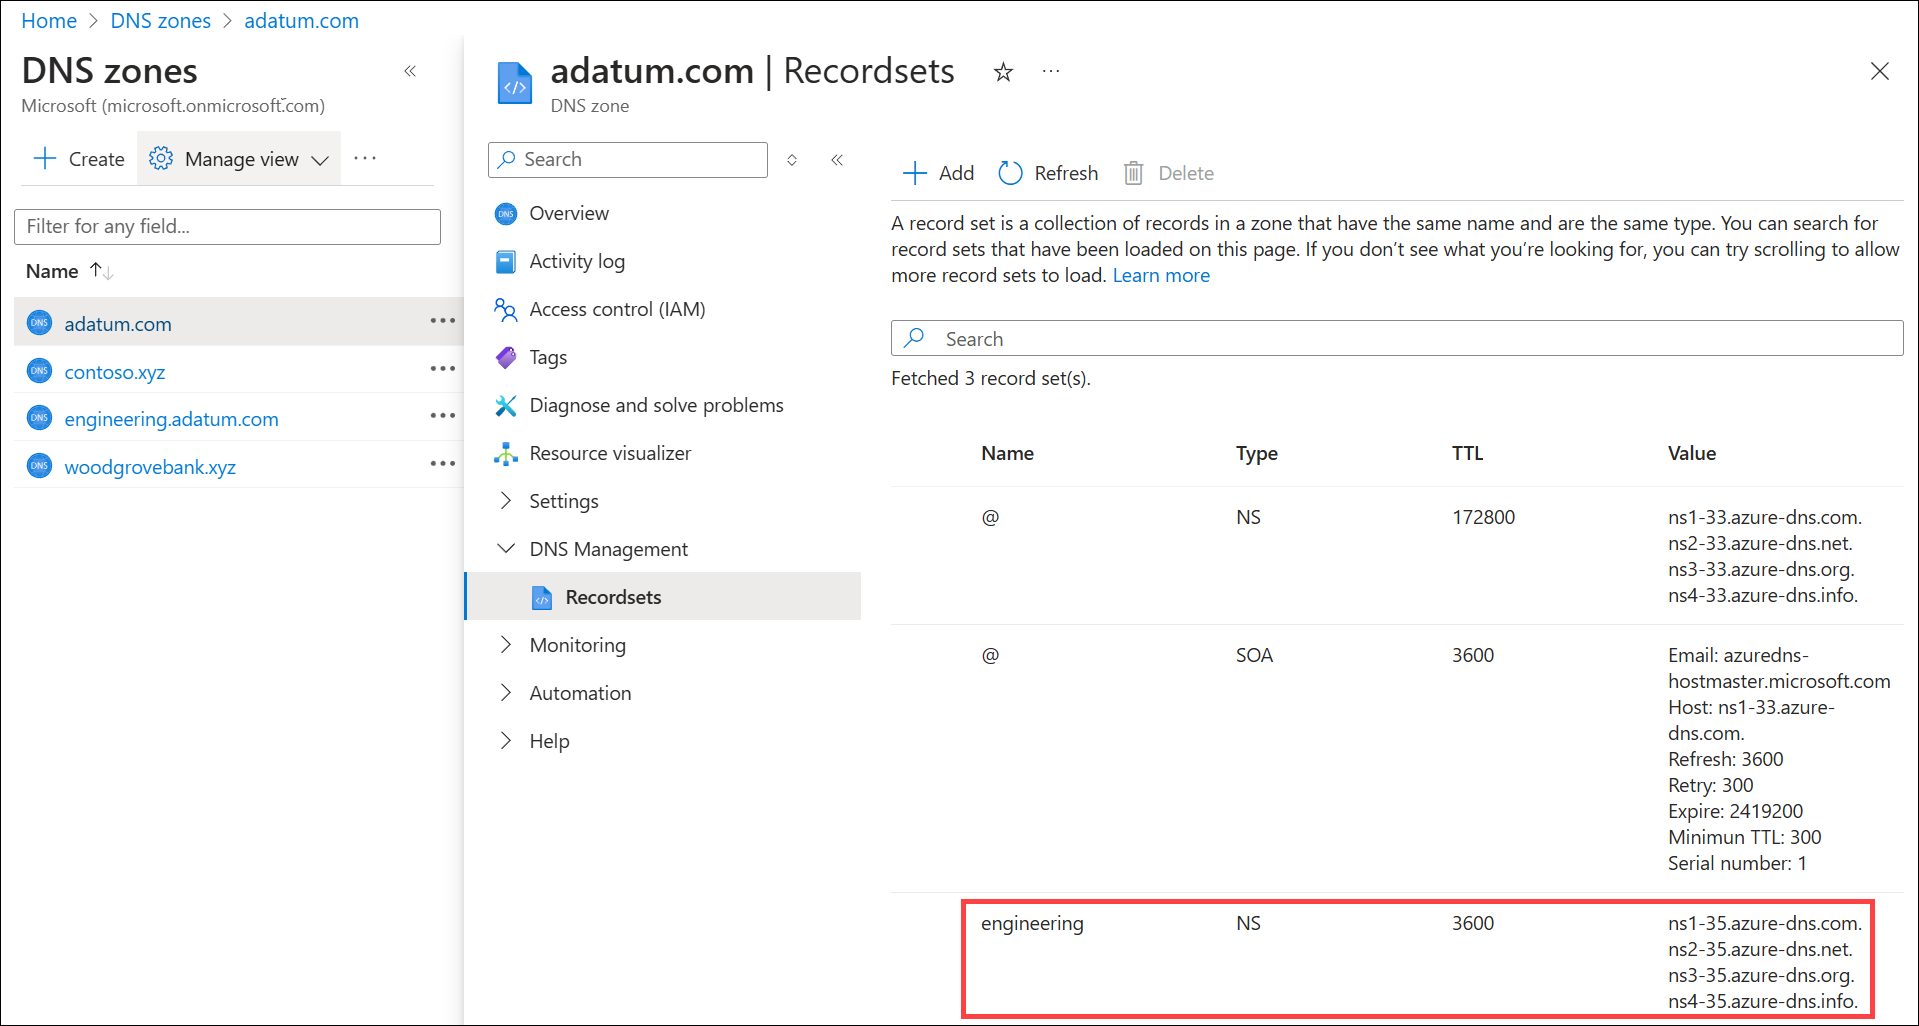 Home > DNS zones > adatum.com
DNS zones
Microsoft (microsoft.onmicrosoft.com)
Create
Manage view
Filter for any field...
Name
DNS adatum.com
DNS contoso.xyz
DNS engineering.adatum.com
DNS woodgrovebank.xyz
adatum.com | Recordsets
DNS zone
Search
DNS Overview
Activity log
Access control (IAM)
Tags
Diagnose and solve problems
Resource visualizer
Settings
DNS Management
Recordsets
Monitoring
Automation
Help
Add
Refresh
Delete
A record set is a collection of records in a zone that have the same name and are the same type. You can search for
record sets that have been loaded on this page. If you don’t see what you’re looking for, you can try scrolling to allow
more record sets to load. Learn more
Search
Fetched 3 record set(s).
Name Type TTL Value
@ NS 172800 ns1-33.azure-dns.com.
ns2-33.azure-dns.net.
ns3-33.azure-dns.org.
ns4-33.azure-dns.info.
@ SOA 3600 Email: azuredns-
hostmaster.microsoft.com
Host: ns1-33.azure-
dns.com.
Refresh: 3600
Retry: 300
Expire: 2419200
Minimun TTL: 300
Serial number: 1
engineering NS 3600 ns1-35.azure-dns.com.
ns2-35.azure-dns.net.
ns3-35.azure-dns.org.
ns4-35.azure-dns.info.